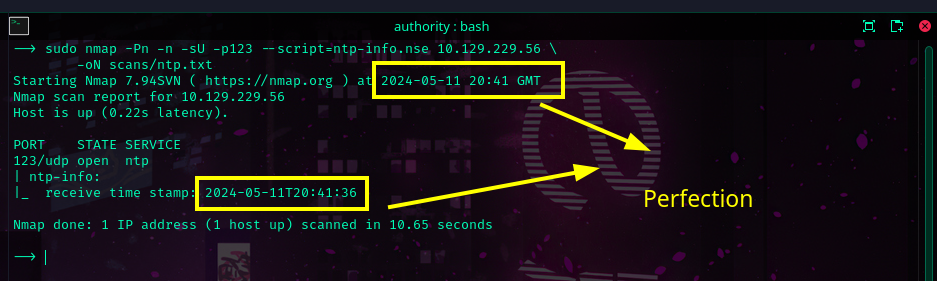 authority : bash
—> sudo nmap -Pn -n -sU -p123 --script=ntp-info.nse 10.129.229.56 \
-oN scans/ntp.txt
Starting Nmap 7.94SVN ( https://nmap.org ) at 2024-05-11 20:41 GMT
Nmap scan report for 10.129.229.56
Host is up (0.22s latency).
PORT    STATE SERVICE
123/udp open  ntp
| ntp-info:
|_  receive time stamp: 2024-05-11T20:41:36
Perfection
Nmap done: 1 IP address (1 host up) scanned in 10.65 seconds
—>